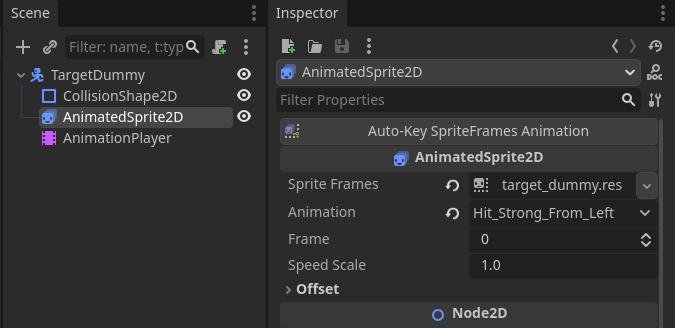 Scene
Filter: name, t:typ
TargetDummy
CollisionShape2D
AnimatedSprite2D
AnimationPlayer
Inspector
AnimatedSprite2D
DOC
Filter Properties
Auto-Key SpriteFrames Animation
AnimatedSprite2D
Sprite Frames target_dummy.res
Animation Hit_Strong_From_Left
Frame 0
Speed Scale 1.0
Offset
Node2D